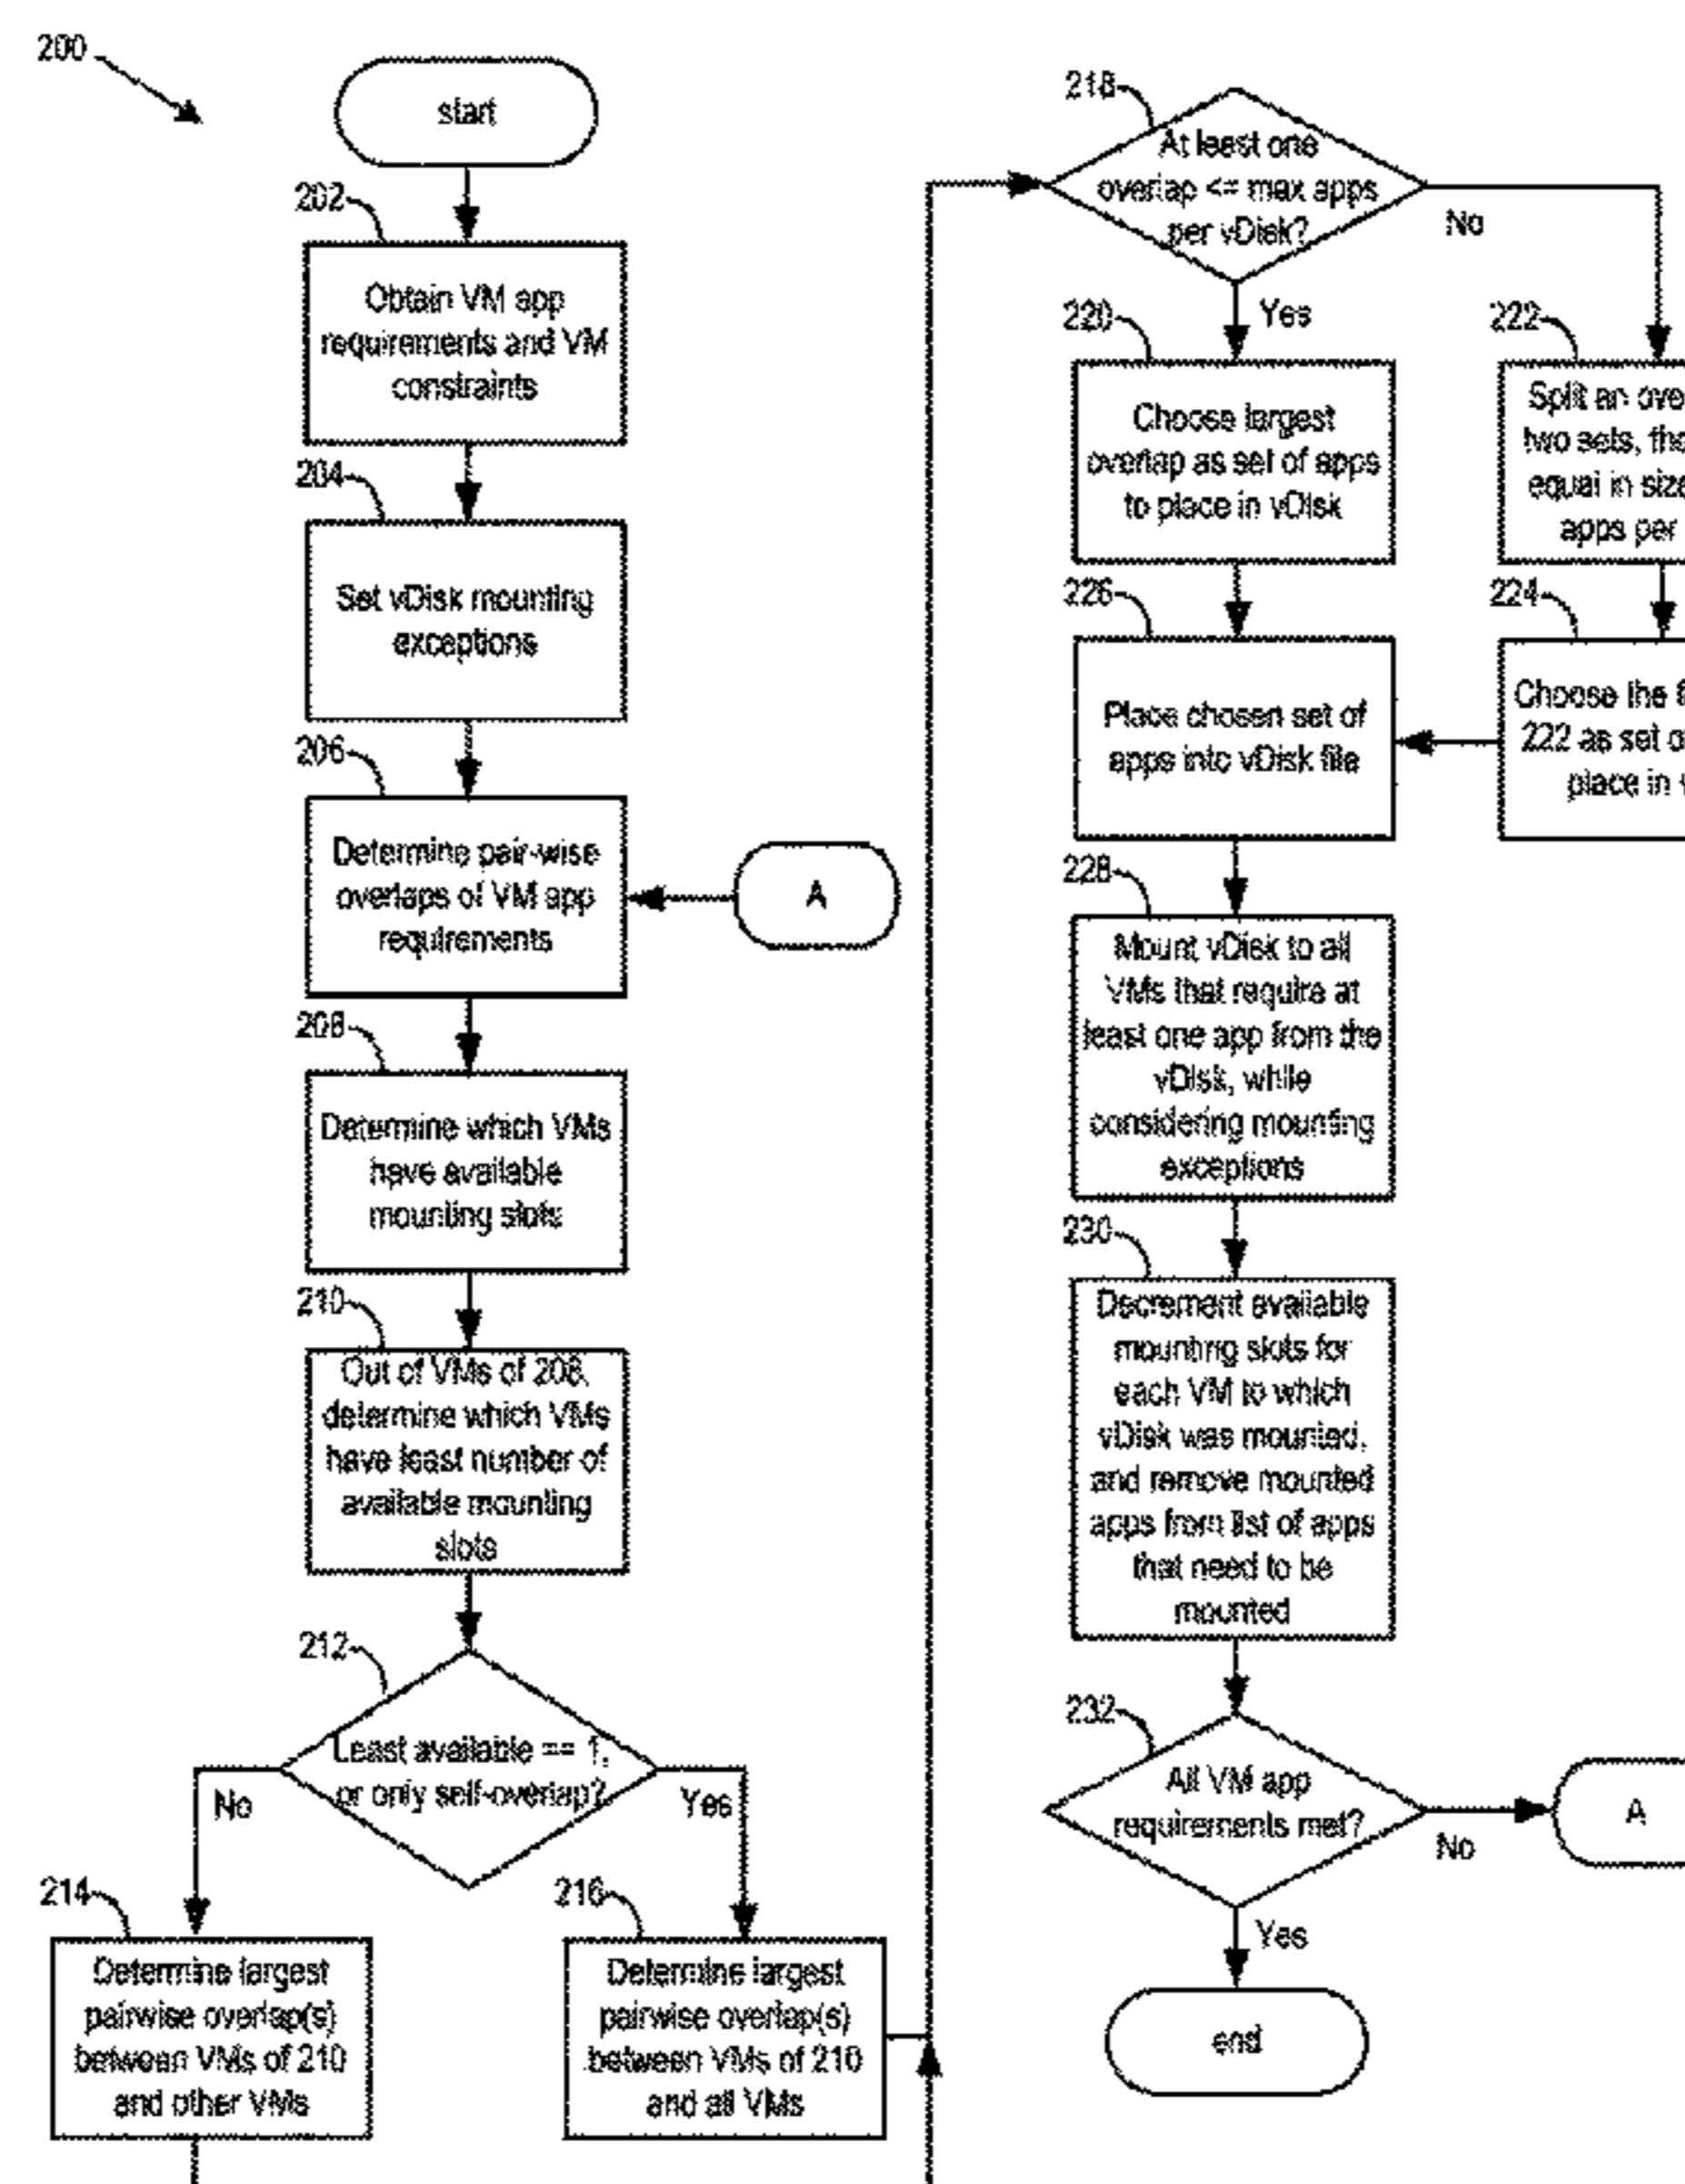 200
start
202
Obtain VM app
requirements and VM
constraints
204
Set vDisk mounting
exceptions
206
Determine pair-wise
overlaps of VM app
requirements
A
208
Determine which VMs
have available
mounting slots
210
Out of VMs of 208,
determine which VMs
have least number of
available mounting
slots
212
Least available == 1,
or only self-overlap?
No
Yes
214
Determine largest
pairwise overlap(s)
between VMs of 210
and other VMs
216
Determine largest
pairwise overlap(s)
between VMs of 210
and all VMs
218
At least one
overlap <= max apps
per vDisk?
No
Yes
220
Choose largest
overlap as set of apps
to place in vDisk
222
Split an
two sets,
equal in size
apps per
224
Choose the
222 as set
place in
226
Place chosen set of
apps into vDisk file
228
Mount vDisk to all
VMs that require at
least one app from the
vDisk, while
considering mounting
exceptions
230
Decrement available
mounting slots for
each VM to which
vDisk was mounted,
and remove mounted
apps from list of apps
that need to be
mounted
232
All VM app
requirements met?
No
A
Yes
end